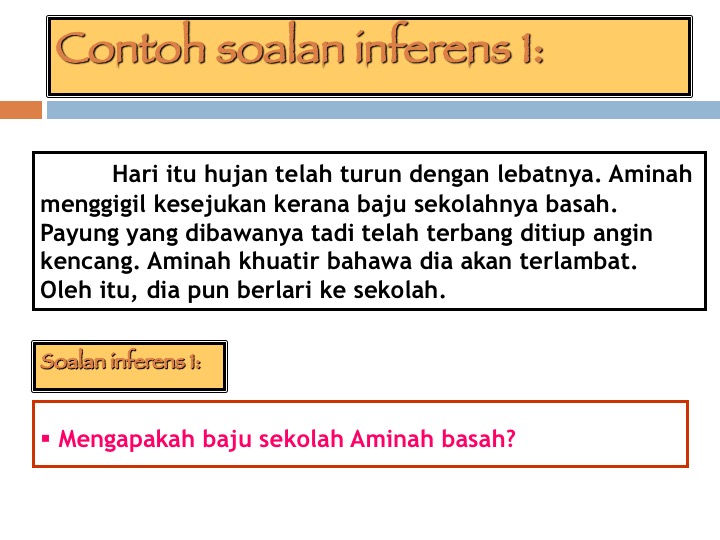 Contoh soalan inferens 1:
Hari itu hujan telah turun dengan lebatnya. Aminah
menggigil kesejukan kerana baju sekolahnya basah.
Payung yang dibawanya tadi telah terbang ditiup angin
kencang. Aminah khuatir bahawa dia akan terlambat.
Oleh itu, dia pun berlari ke sekolah.
Soalan inferens 1:
▪ Mengapakah baju sekolah Aminah basah?